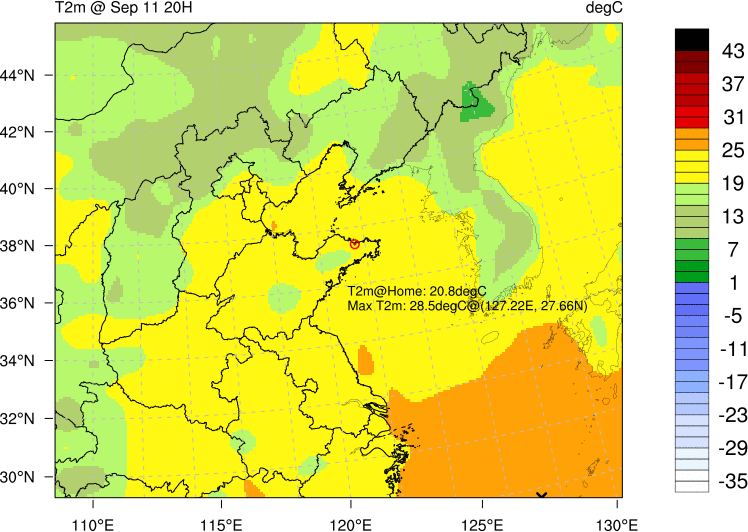 T2m @ Sep 11 20H degC
44°N
42°N
40°N
38°N
36°N
34°N
32°N
30°N
T2m@Home: 20.8degC
Max T2m: 28.5degC@(127.22E, 27.66N)
110°E 115°E 120°E 125°E 130°E
43
37
31
25
19
13
7
1
-5
-11
-17
-23
-29
-35